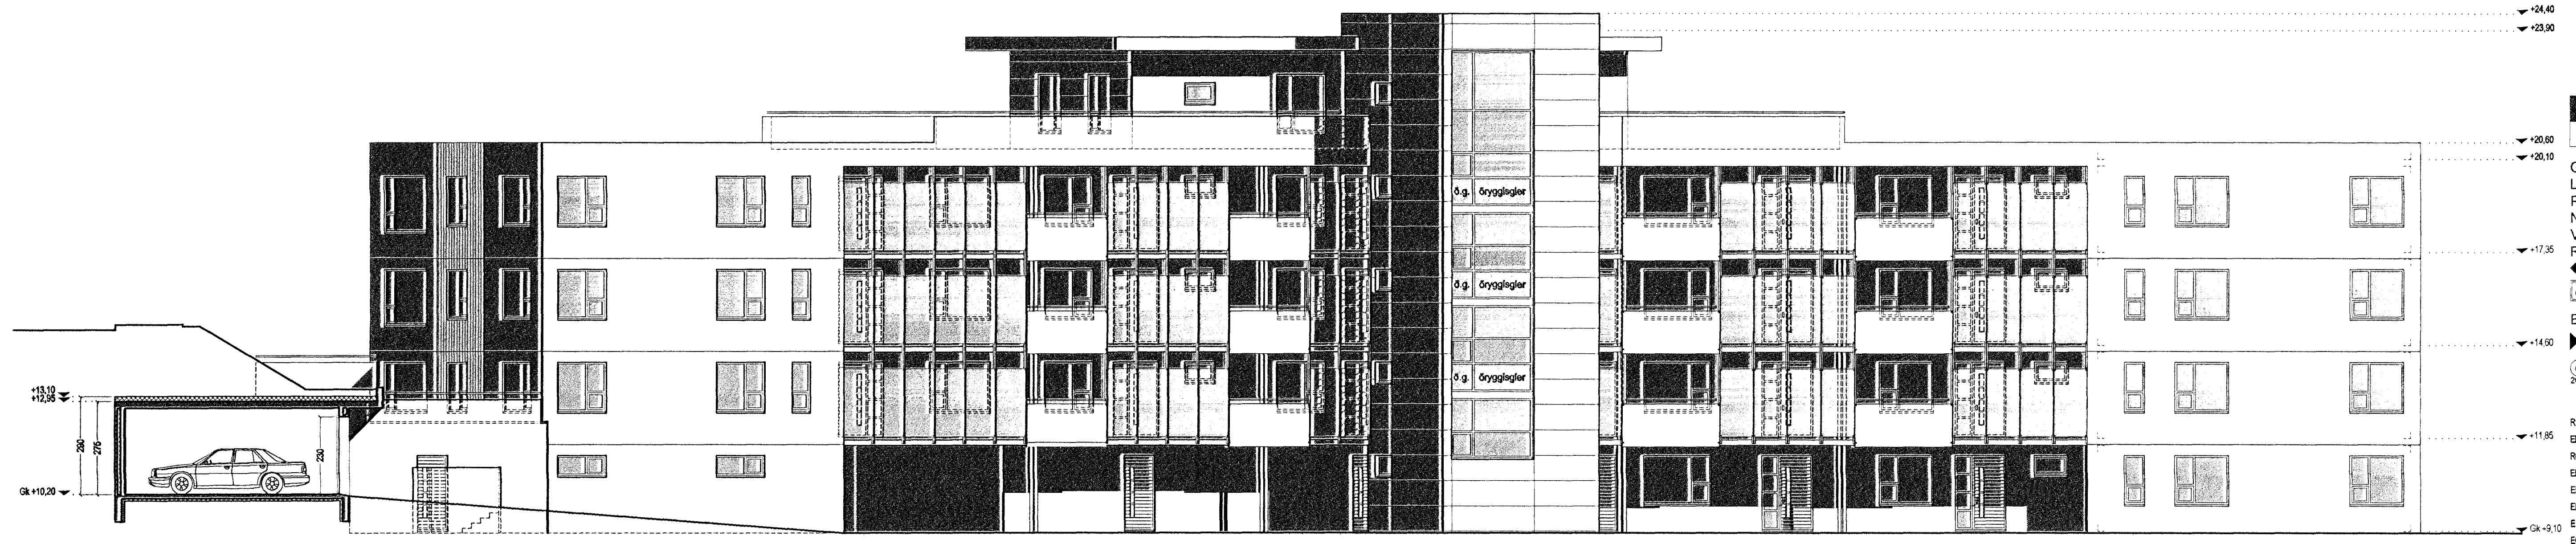 +24,40
+23,90
+20,60
+20,10
ö.g. öryggisgler
+17,35
ö.g. öryggisgler
+14,60
ö.g. öryggisgler
+13,10
+12,95
290
275
230
+11,85
Gk +10,20
Gk +9,10